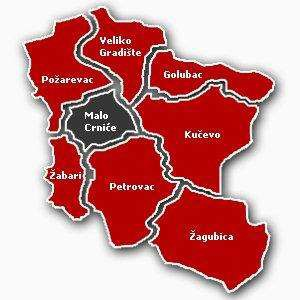 Veliko
Gradište
Požarevac
Golubac
Malo
Crniće
Kučevo
Žabari
Petrovac
Žagubica